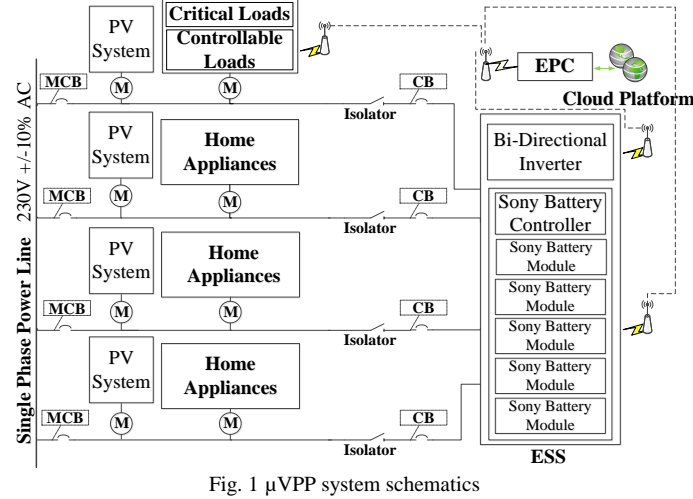 Critical Loads
PV
System
Controllable
Loads
EPC
Cloud Platform
MCB
M
M
CB
Isolator
PV
System
Home
Appliances
Bi-Directional
Inverter
MCB
M
M
CB
Isolator
Sony Battery
Controller
Sony Battery
Module
PV
System
Home
Appliances
Sony Battery
Module
MCB
M
M
CB
Isolator
Sony Battery
Module
PV
System
Home
Appliances
Sony Battery
Module
MCB
M
M
CB
Isolator
Sony Battery
Module
ESS
Single Phase Power Line 230V +/-10% AC
Fig. 1 µVPP system schematics